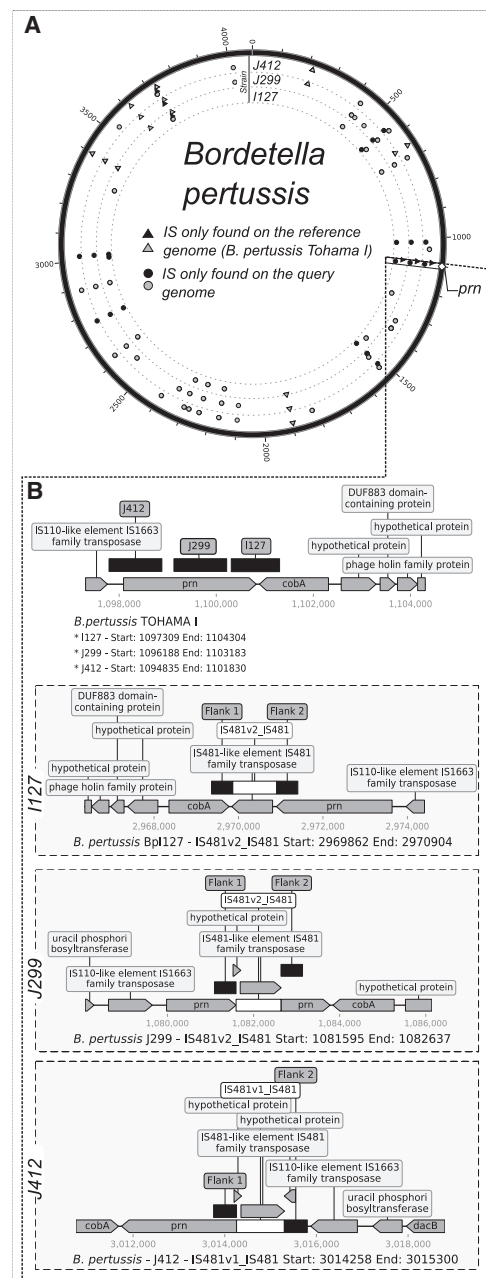 A
4000
0
J412
J299
I127
Strain
500
3500
Bordetella
pertussis
IS only found on the reference
genome (B. pertussis Tohama I)
IS only found on the query
genome
1000
3000
prn
1500
2500
2000
B
J412
DUF883 domain-
containing protein
IS110-like element IS1663
family transposase
hypothetical protein
J299
I127
hypothetical protein
phage holin family protein
prn
cobA
1,098,000
1,100,000
1,102,000
1,104,000
B.pertussis TOHAMA I
* I127 - Start: 1097309 End: 1104304
* J299 - Start: 1096188 End: 1103183
* J412 - Start: 1094835 End: 1101830
I127
DUF883 domain-
containing protein
Flank 1
Flank 2
hypothetical protein
IS481v2_IS481
hypothetical protein
IS481-like element IS481
family transposase
phage holin family protein
IS110-like element IS1663
family transposase
cobA
prn
2,968,000
2,970,000
2,972,000
2,974,000
B. pertussis BpI127 - IS481v2_IS481 Start: 2969862 End: 2970904
J299
Flank 1
Flank 2
IS481v2_IS481
hypothetical protein
uracil phosphori
bosyltransferase
IS481-like element IS481
family transposase
IS110-like element IS1663
family transposase
hypothetical protein
prn
prn
cobA
1,080,000
1,082,000
1,084,000
1,086,000
B. pertussis J299 - IS481v2_IS481 Start: 1081595 End: 1082637
J412
Flank 2
IS481v1_IS481
hypothetical protein
hypothetical protein
IS481-like element IS481
family transposase
IS110-like element IS1663
family transposase
Flank 1
uracil phosphori
bosyltransferase
cobA
prn
dacB
3,012,000
3,014,000
3,016,000
3,018,000
B. pertussis - J412 - IS481v1_IS481 Start: 3014258 End: 3015300